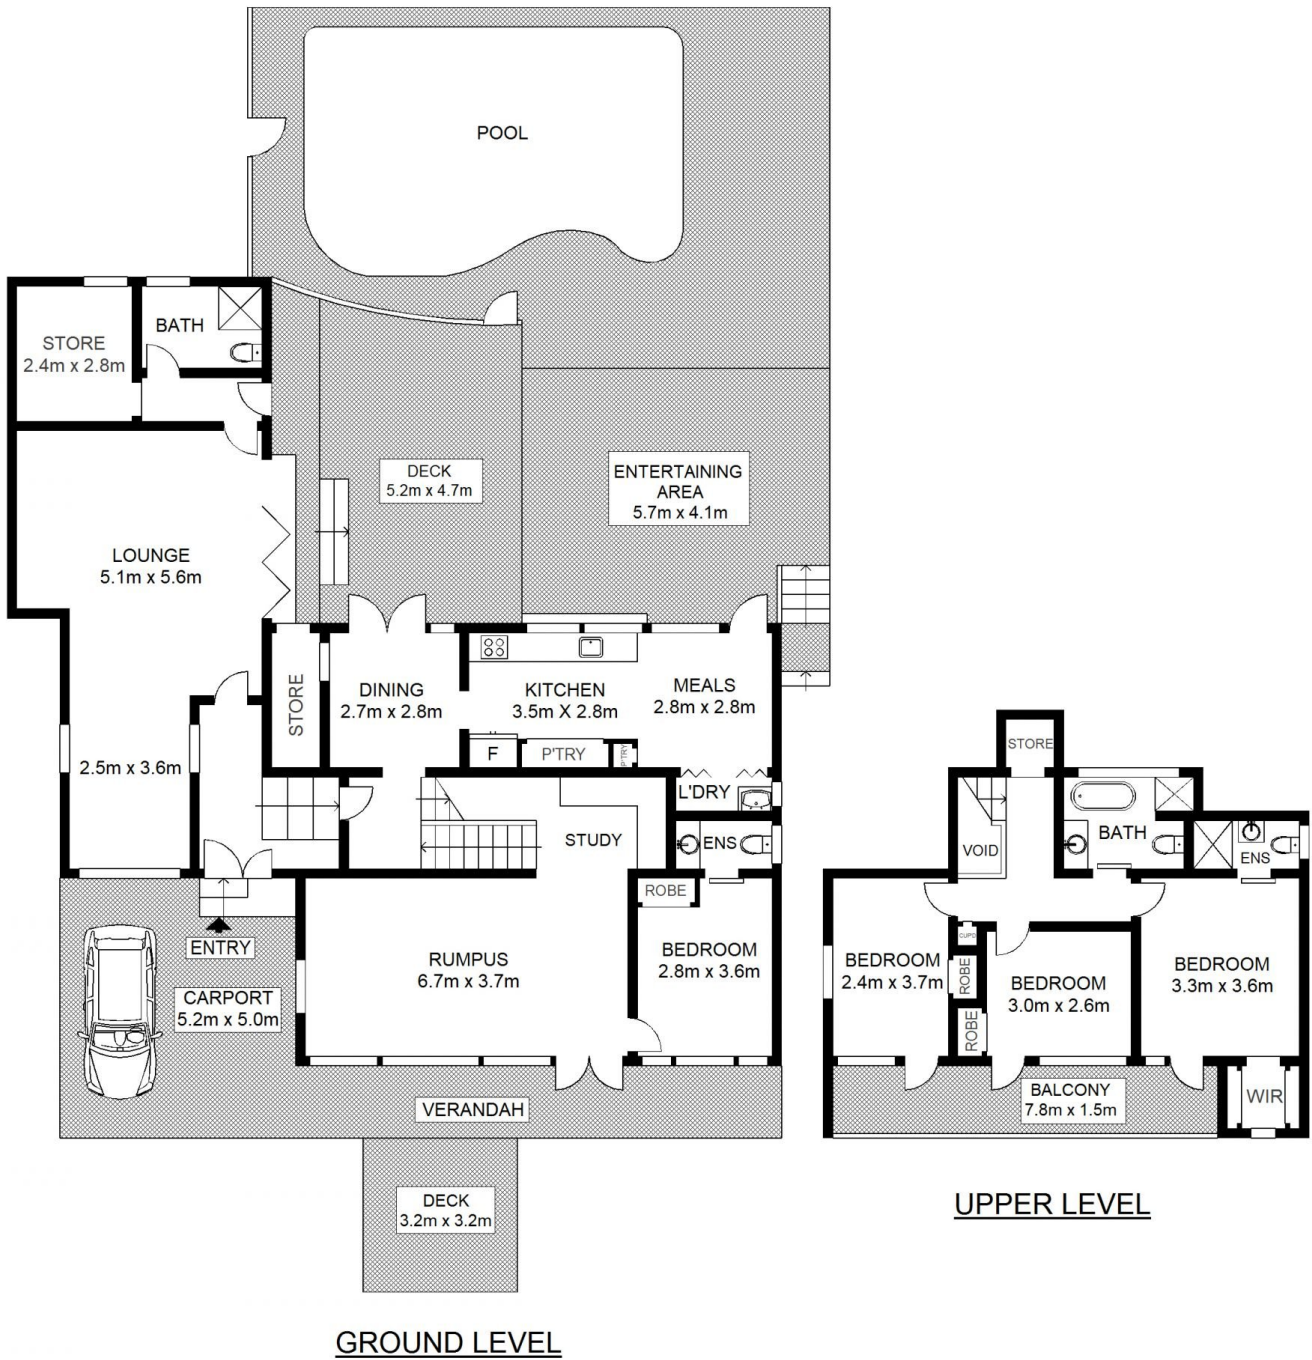 POOL
BATH
STORE
2.4m x 2.8m
DECK
5.2m x 4.7m
ENTERTAINING
AREA
5.7m x 4.1m
LOUNGE
5.1m x 5.6m
STORE
DINING
2.7m x 2.8m
KITCHEN
3.5m X 2.8m
MEALS
2.8m x 2.8m
F
P'TRY
P'TRY
2.5m x 3.6m
L'DRY
STUDY
ENS
ROBE
ENTRY
RUMPUS
6.7m x 3.7m
BEDROOM
2.8m x 3.6m
CARPORT
5.2m x 5.0m
VERANDAH
DECK
3.2m x 3.2m
GROUND LEVEL
STORE
BATH
VOID
ENS
CUPD
BEDROOM
2.4m x 3.7m
ROBE
BEDROOM
3.0m x 2.6m
BEDROOM
3.3m x 3.6m
ROBE
BALCONY
7.8m x 1.5m
WIR
UPPER LEVEL